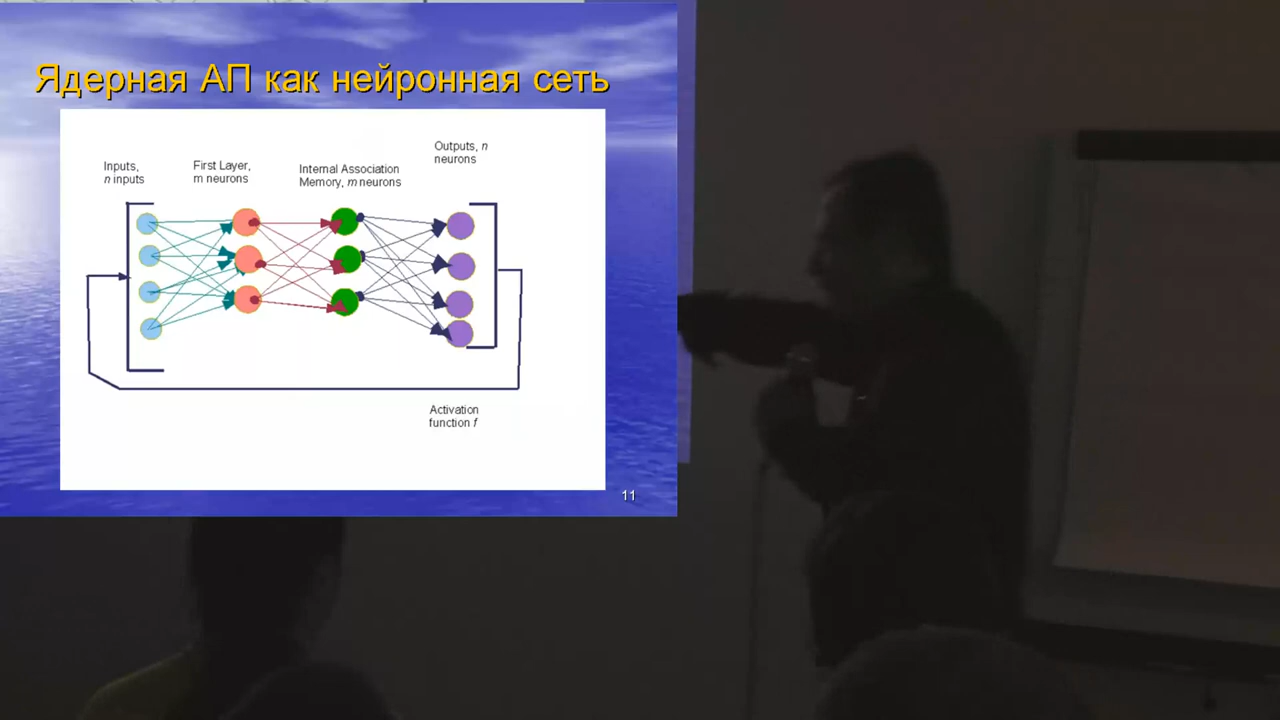 Ядерная АП как нейронная сеть
Inputs,
n inputs
First Layer,
m neurons
Internal Association
Memory, m neurons
Outputs, n
neurons
Activation
function f
11